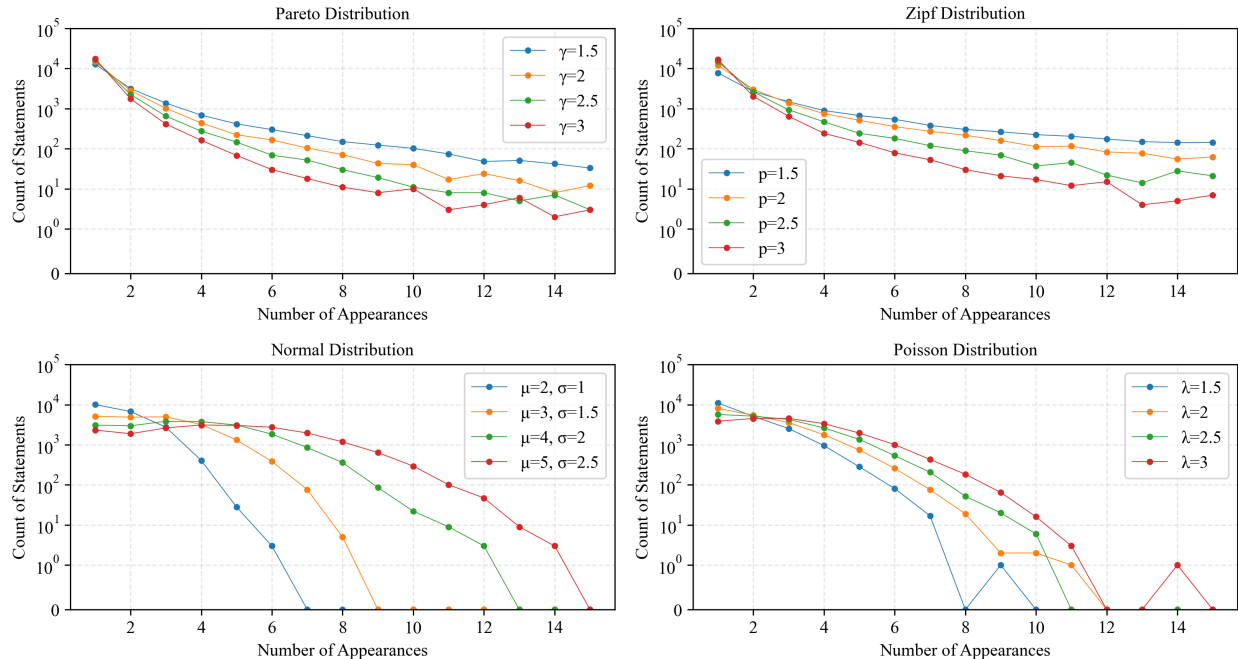 Pareto Distribution
Count of Statements
10^5
10^4
10^3
10^2
10^1
10^0
0
γ=1.5
γ=2
γ=2.5
γ=3
2 4 6 8 10 12 14
Number of Appearances
Zipf Distribution
Count of Statements
10^5
10^4
10^3
10^2
10^1
10^0
0
p=1.5
p=2
p=2.5
p=3
2 4 6 8 10 12 14
Number of Appearances
Normal Distribution
Count of Statements
10^5
10^4
10^3
10^2
10^1
10^0
0
μ=2, σ=1
μ=3, σ=1.5
μ=4, σ=2
μ=5, σ=2.5
2 4 6 8 10 12 14
Number of Appearances
Poisson Distribution
Count of Statements
10^5
10^4
10^3
10^2
10^1
10^0
0
λ=1.5
λ=2
λ=2.5
λ=3
2 4 6 8 10 12 14
Number of Appearances